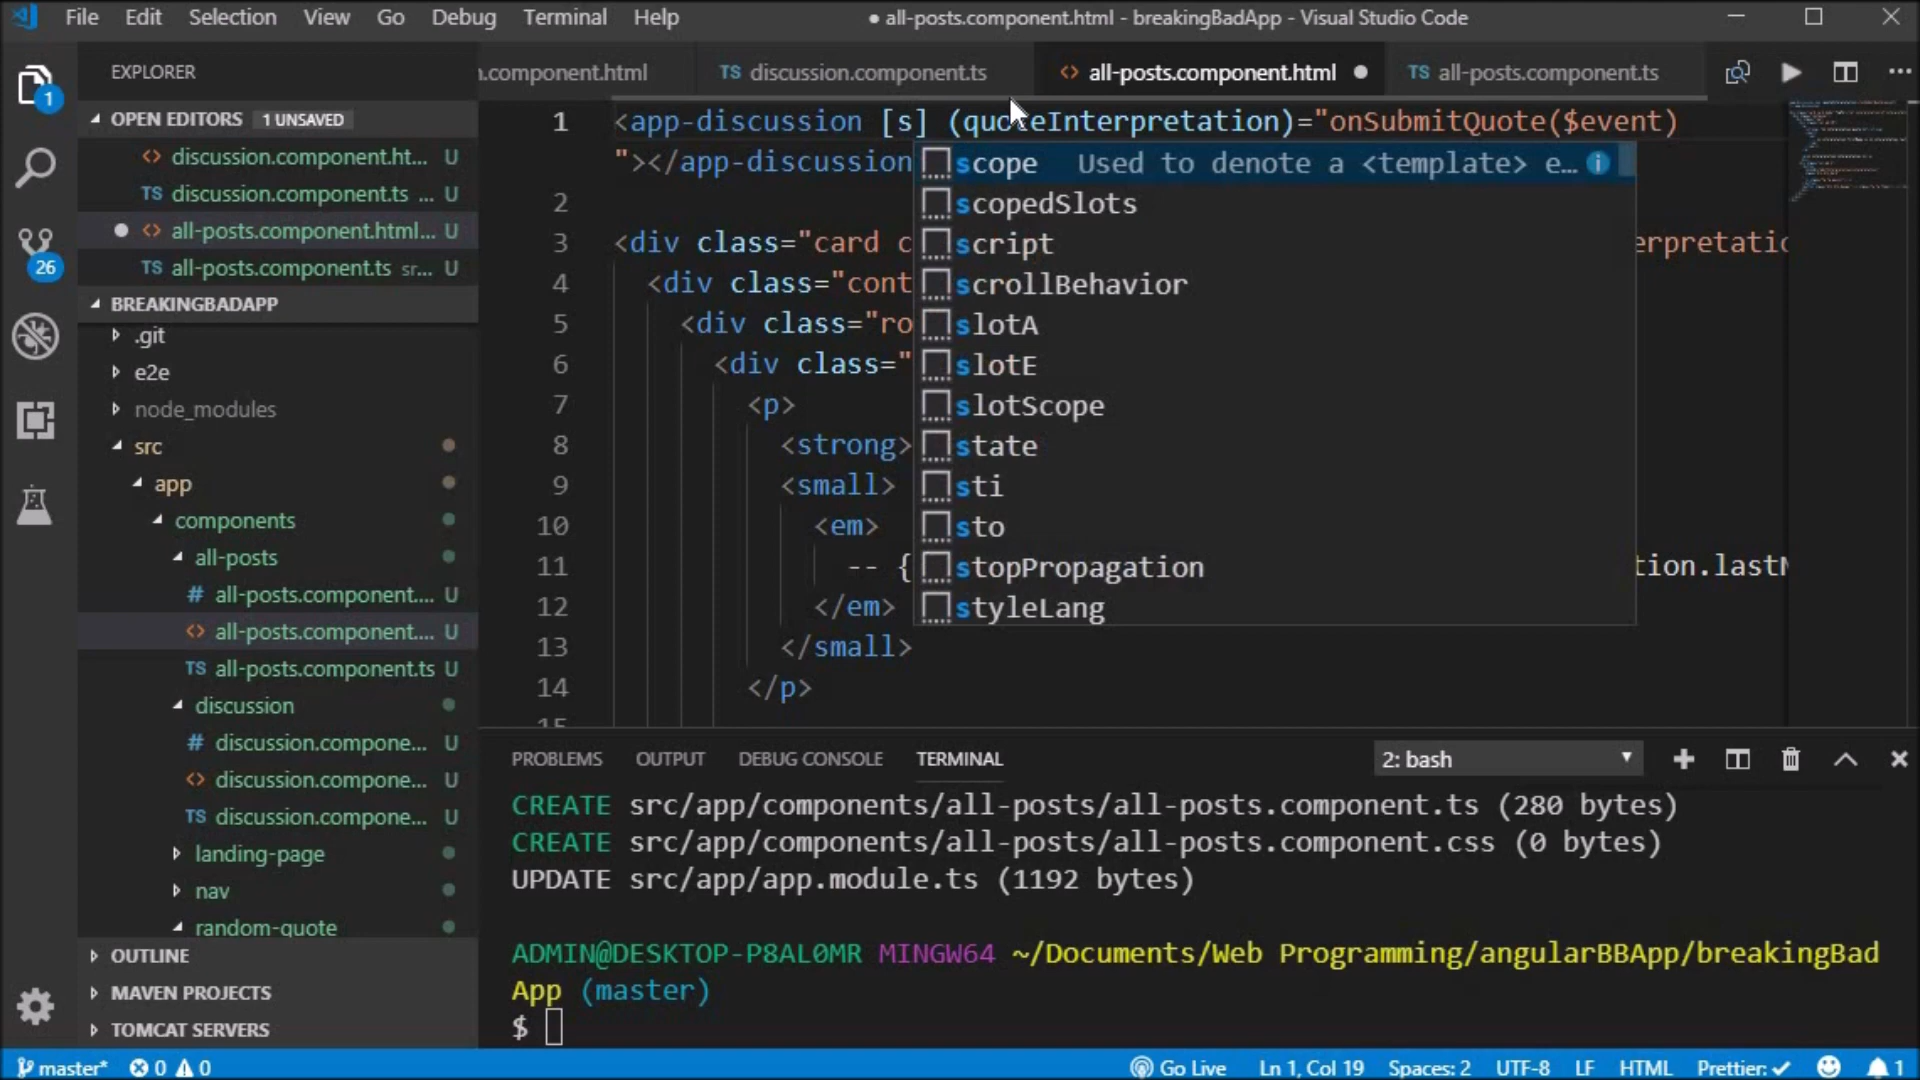 File Edit Selection View Go Debug Terminal Help
● all-posts.component.html - breakingBadApp - Visual Studio Code
EXPLORER
.component.html
TS discussion.component.ts
<> all-posts.component.html ●
TS all-posts.component.ts
OPEN EDITORS 1 UNSAVED
<> discussion.component.ht... U
TS discussion.component.ts ... U
● <> all-posts.component.html... U
TS all-posts.component.ts sr... U
BREAKINGBADAPP
.git
e2e
node_modules
src
app
components
all-posts
# all-posts.component.... U
<> all-posts.component.... U
TS all-posts.component.ts U
discussion
# discussion.compone... U
<> discussion.compone... U
TS discussion.compone... U
landing-page
nav
random-quote
OUTLINE
MAVEN PROJECTS
TOMCAT SERVERS
1
26
1 <app-discussion [s] (quoteInterpretation)="onSubmitQuote($event)
"></app-discussion
2
3 <div class="card c
erpretatio
4 <div class="cont
5 <div class="ro
6 <div class="
7 <p>
8 <strong>
9 <small>
10 <em>
11 -- {
tion.lastN
12 </em>
13 </small>
14 </p>
15
scope Used to denote a <template> e...
scopedSlots
script
scrollBehavior
slotA
slotE
slotScope
state
sti
sto
stopPropagation
styleLang
PROBLEMS OUTPUT DEBUG CONSOLE TERMINAL
2: bash
CREATE src/app/components/all-posts/all-posts.component.ts (280 bytes)
CREATE src/app/components/all-posts/all-posts.component.css (0 bytes)
UPDATE src/app/app.module.ts (1192 bytes)
ADMIN@DESKTOP-P8AL0MR MINGW64 ~/Documents/Web Programming/angularBBApp/breakingBad
App (master)
$
master* 0 0
Go Live Ln 1, Col 19 Spaces: 2 UTF-8 LF HTML Prettier: ✓ 1